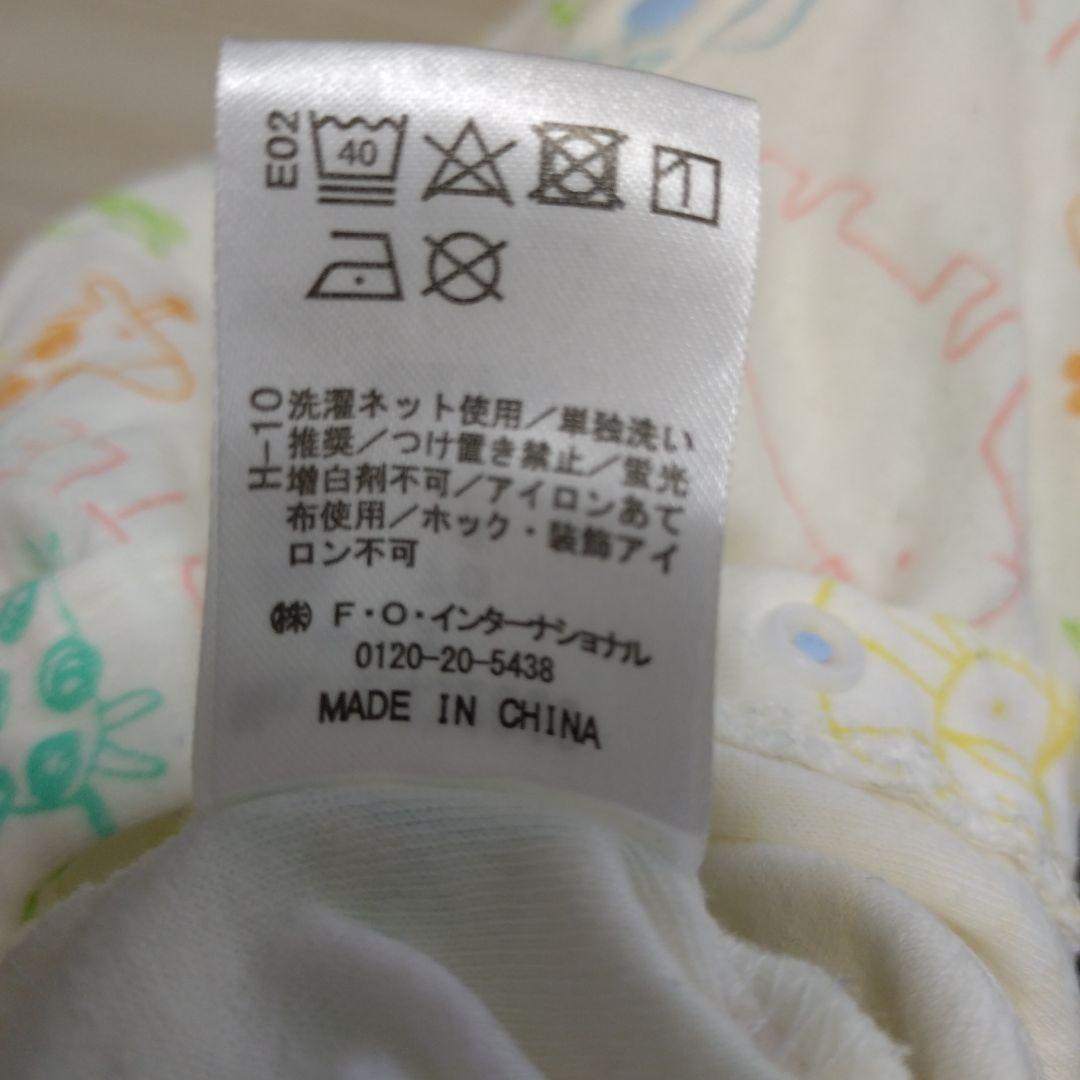 E02
40
H-10
洗濯ネット使用/単独洗い
推奨/つけ置き禁止/蛍光
増白剤不可/アイロンあて
布使用/ホック・装飾アイ
ロン不可
㈱ F・O・インターナショナル
0120-20-5438
MADE IN CHINA